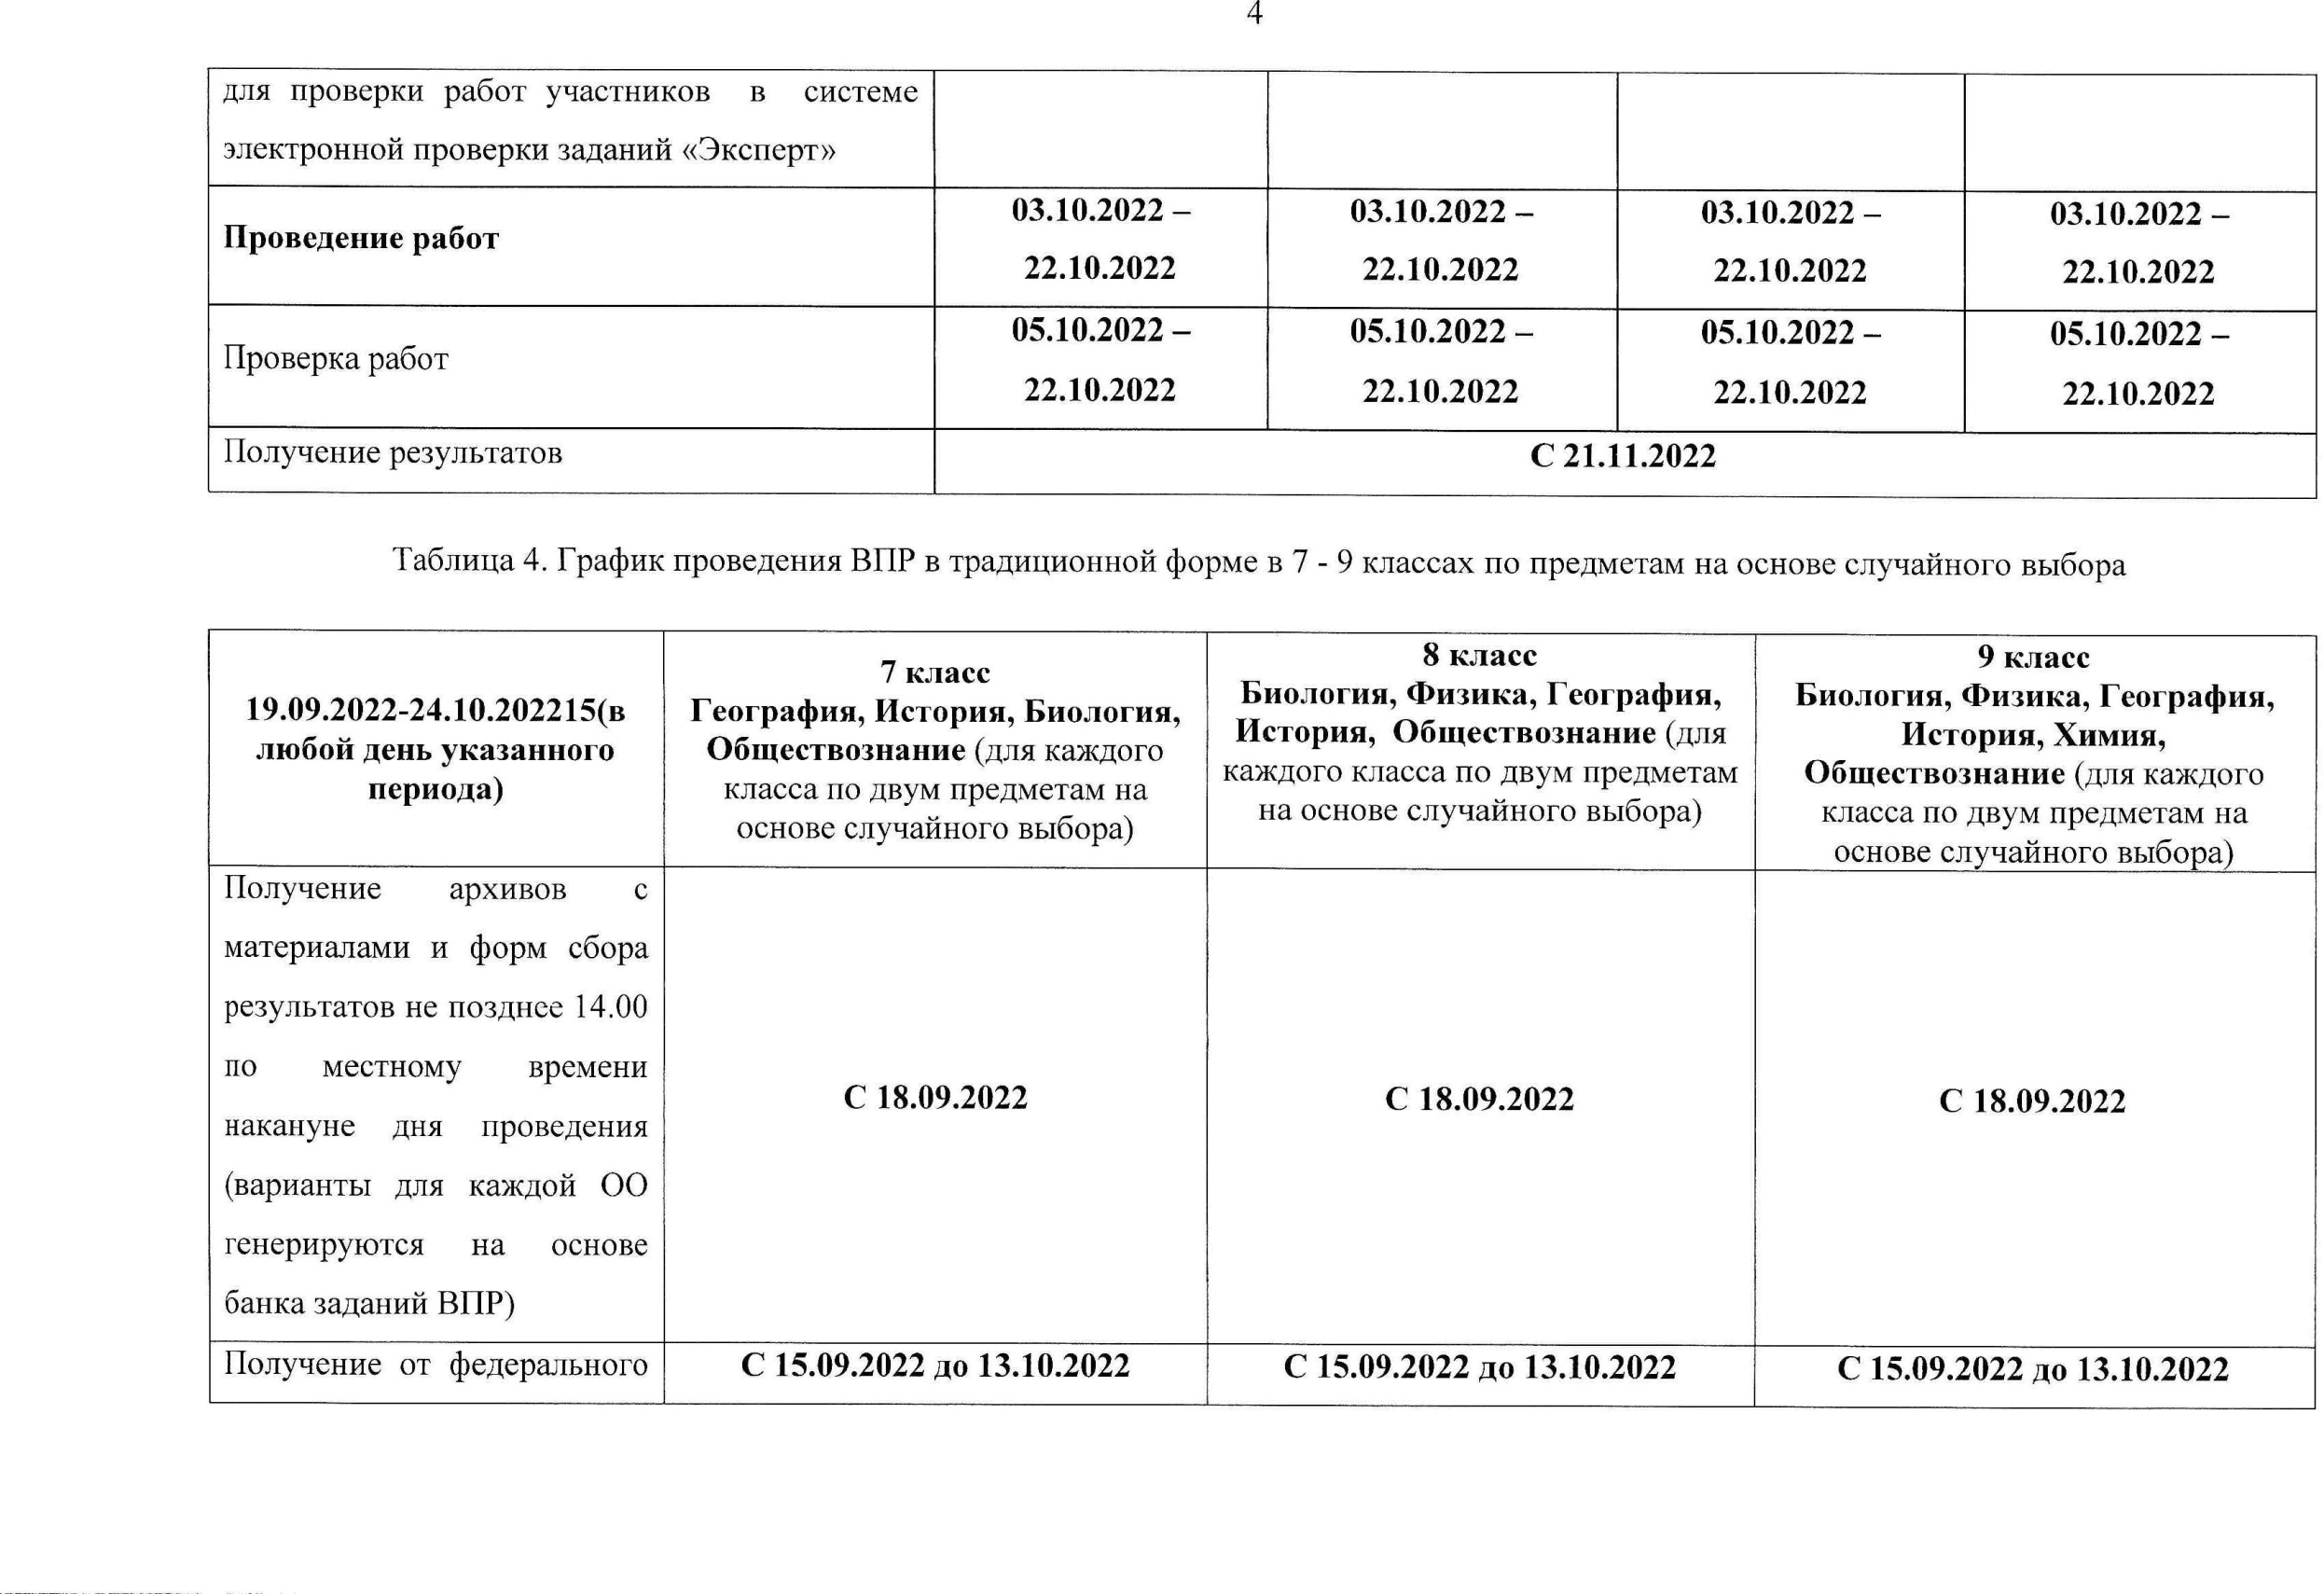 4
для проверки работ участников в системе
электронной проверки заданий «Эксперт»
Проведение работ
03.10.2022 –
22.10.2022
03.10.2022 –
22.10.2022
03.10.2022 –
22.10.2022
03.10.2022 –
22.10.2022
Проверка работ
05.10.2022 –
22.10.2022
05.10.2022 –
22.10.2022
05.10.2022 –
22.10.2022
05.10.2022 –
22.10.2022
Получение результатов
С 21.11.2022
Таблица 4. График проведения ВПР в традиционной форме в 7 - 9 классах по предметам на основе случайного выбора
19.09.2022-24.10.202215(в
любой день указанного
периода)
7 класс
География, История, Биология,
Обществознание (для каждого
класса по двум предметам на
основе случайного выбора)
8 класс
Биология, Физика, География,
История, Обществознание (для
каждого класса по двум предметам
на основе случайного выбора)
9 класс
Биология, Физика, География,
История, Химия,
Обществознание (для каждого
класса по двум предметам на
основе случайного выбора)
Получение архивов с
материалами и форм сбора
результатов не позднее 14.00
по местному времени
накануне дня проведения
(варианты для каждой ОО
генерируются на основе
банка заданий ВПР)
С 18.09.2022
С 18.09.2022
С 18.09.2022
Получение от федерального
С 15.09.2022 до 13.10.2022
С 15.09.2022 до 13.10.2022
С 15.09.2022 до 13.10.2022